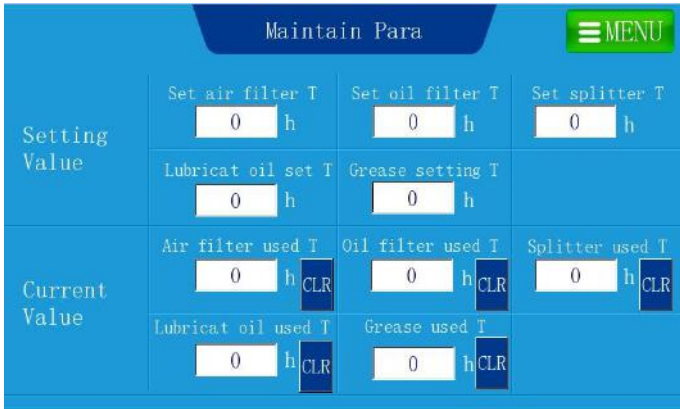 Maintain Para
MENU
Set air filter T
Set oil filter T
Set splitter T
0 h
0 h
0 h
Setting
Value
Lubricat oil set T
Grease setting T
0 h
0 h
Air filter used T
Oil filter used T
Splitter used T
0 h CLR
0 h CLR
0 h CLR
Current
Value
Lubricat oil used T
Grease used T
0 h CLR
0 h CLR